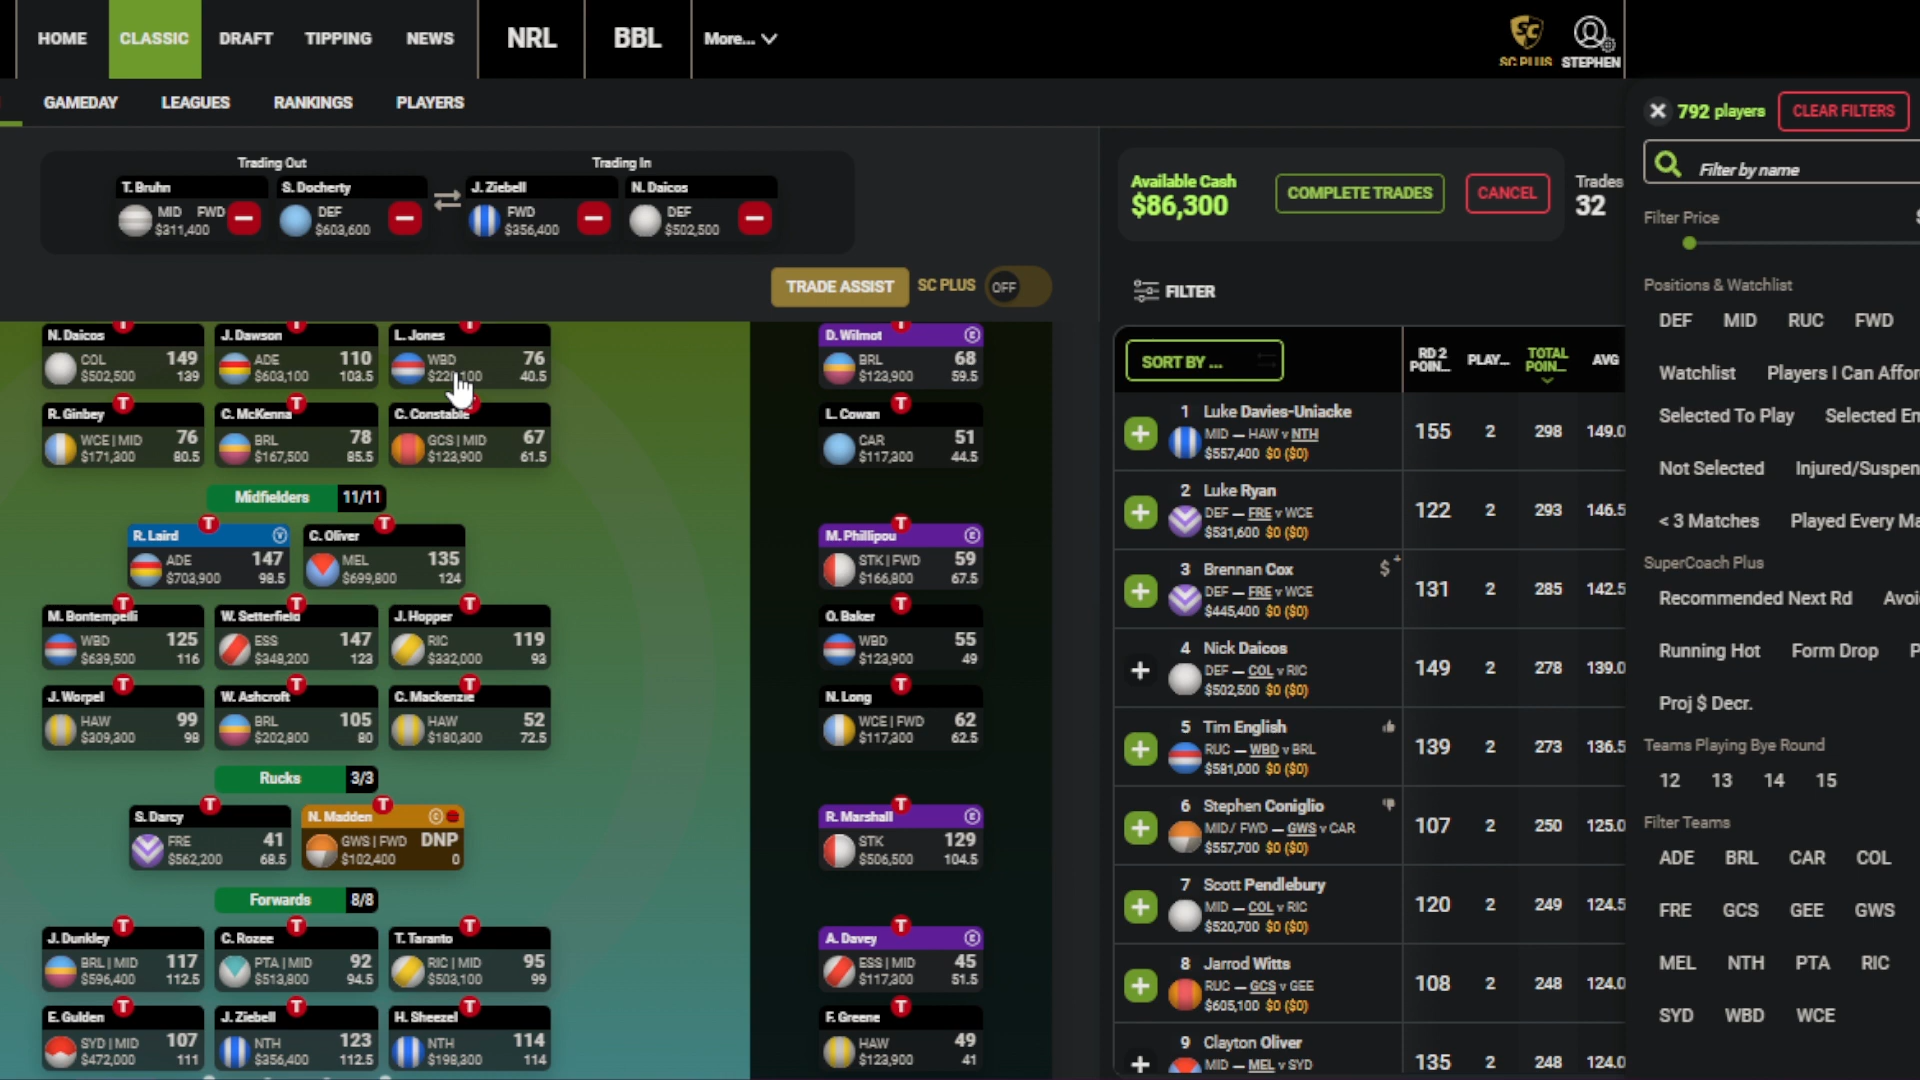 HOME CLASSIC DRAFT TIPPING NEWS NRL BBL More... SC PLUS STEPHEN
GAMEDAY LEAGUES RANKINGS PLAYERS
Trading Out Trading In
T. Bruhn S. Docherty J. Ziebell N. Daicos
MID FWD DEF FWD DEF
$311,400 $603,600 $356,400 $502,500
TRADE ASSIST SC PLUS OFF
N. Daicos J. Dawson L. Jones D. Wilmot
COL 149 ADE 110 WBD 76 BRL 68
$502,500 139 $603,100 103.5 40.5 $123,900 59.5
R. Ginbey C. McKenna C. Constable L. Cowan
WCE | MID 76 BRL 78 GCS | MID 67 CAR 51
$171,300 80.5 $167,500 85.5 $123,900 61.5 $117,300 44.5
Midfielders 11/11
R. Laird C. Oliver M. Phillipou
ADE 147 MEL 135 STK | FWD 59
$703,900 98.5 $699,800 124 $166,800 67.5
M. Bontempelli W. Setterfield J. Hopper O. Baker
WBD 125 ESS 147 RIC 119 WBD 55
$639,500 116 $348,200 123 $332,000 93 $123,900 49
J. Worpel W. Ashcroft C. Mackenzie N. Long
HAW 99 BRL 105 HAW 52 WCE | FWD 62
$309,300 98 $202,800 80 $180,300 72.5 $117,300 62.5
Rucks 3/3
S. Darcy N. Madden R. Marshall
FRE 41 GWS | FWD DNP STK 129
$562,200 68.5 $102,400 0 $506,500 104.5
Forwards 8/8
J. Dunkley C. Rozee T. Taranto A. Davey
BRL | MID 117 PTA | MID 92 RIC | MID 95 ESS | MID 45
$596,400 112.5 $513,800 94.5 $503,100 99 $117,300 51.5
E. Gulden J. Ziebell H. Sheezel F. Greene
SYD | MID 107 NTH 123 NTH 114 HAW 49
$472,000 111 $356,400 112.5 $198,300 114 $123,900 41
Available Cash
$86,300
COMPLETE TRADES CANCEL
Trades
32
FILTER
SORT BY ... RD 2 POIN... PLAY... TOTAL POIN... AVG
1 Luke Davies-Uniacke
MID — HAW v NTH 155 2 298 149.0
$557,400 $0 ($0)
2 Luke Ryan
DEF — FRE v WCE 122 2 293 146.5
$531,600 $0 ($0)
3 Brennan Cox
DEF — FRE v WCE 131 2 285 142.5
$445,400 $0 ($0)
4 Nick Daicos
DEF — COL v RIC 149 2 278 139.0
$502,500 $0 ($0)
5 Tim English
RUC — WBD v BRL 139 2 273 136.5
$581,000 $0 ($0)
6 Stephen Coniglio
MID/ FWD — GWS v CAR 107 2 250 125.0
$557,700 $0 ($0)
7 Scott Pendlebury
MID — COL v RIC 120 2 249 124.5
$520,700 $0 ($0)
8 Jarrod Witts
RUC — GCS v GEE 108 2 248 124.0
$605,100 $0 ($0)
9 Clayton Oliver
MID — MEL v SYD 135 2 248 124.0
792 players CLEAR FILTERS
Filter by name
Filter Price
Positions & Watchlist
DEF MID RUC FWD
Watchlist Players I Can Affor
Selected To Play Selected Em
Not Selected Injured/Suspen
< 3 Matches Played Every Ma
SuperCoach Plus
Recommended Next Rd Avoi
Running Hot Form Drop P
Proj $ Decr.
Teams Playing Bye Round
12 13 14 15
Filter Teams
ADE BRL CAR COL
FRE GCS GEE GWS
MEL NTH PTA RIC
SYD WBD WCE